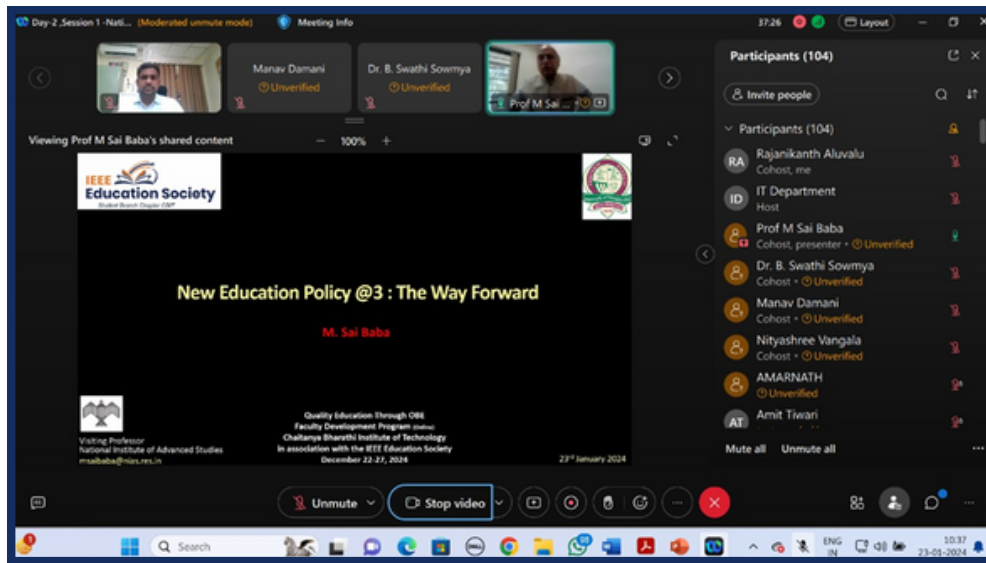 Day-2 ,Session 1 -Nati... (Moderated unmute mode)
Meeting Info
37:26
Layout
Manav Damani
Unverified
Dr. B. Swathi Sowmya
Unverified
Prof M Sai ...
Viewing Prof M Sai Baba's shared content
100%
IEEE
Education Society
Student Branch Chapter CBIT
New Education Policy @3 : The Way Forward
M. Sai Baba
Quality Education Through OBE
Faculty Development Program (Online)
Chaitanya Bharathi Institute of Technology
In association with the IEEE Education Society
December 22-27, 2024
Visiting Professor
National Institute of Advanced Studies
msaibaba@nias.res.in
23rd January 2024
Participants (104)
Invite people
Participants (104)
RA
Rajanikanth Aluvalu
Cohost, me
ID
IT Department
Host
Prof M Sai Baba
Cohost, presenter • Unverified
Dr. B. Swathi Sowmya
Cohost • Unverified
Manav Damani
Cohost • Unverified
Nityashree Vangala
Cohost • Unverified
AMARNATH
Unverified
AT
Amit Tiwari
Mute all Unmute all
Unmute
Stop video
Search
ENG
IN
10:37
23-01-2024